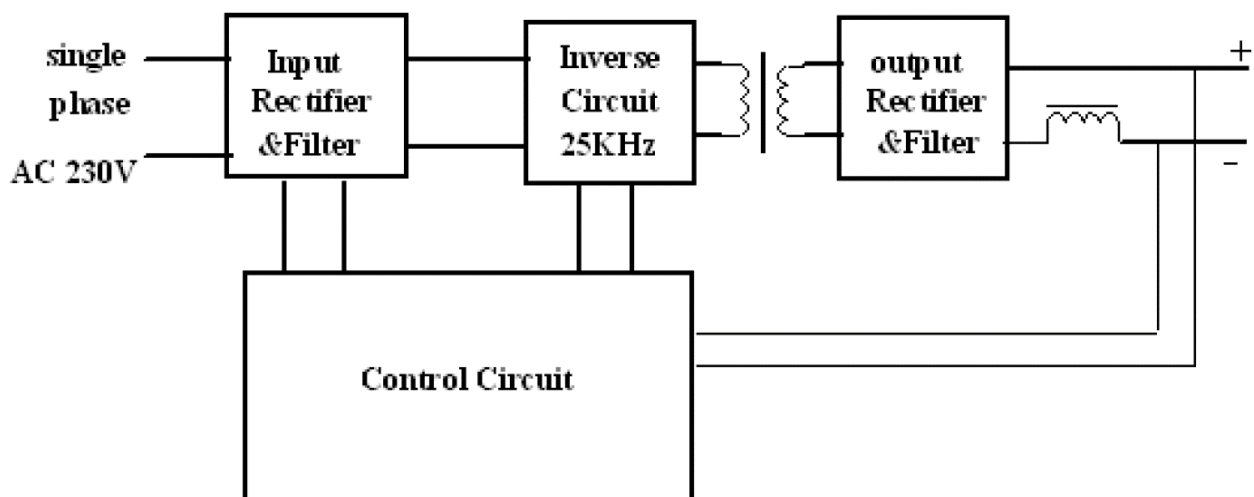 single
phase
AC 230V
Input
Rectifier
&Filter
Inverse
Circuit
25KHz
output
Rectifier
&Filter
+
−
Control Circuit